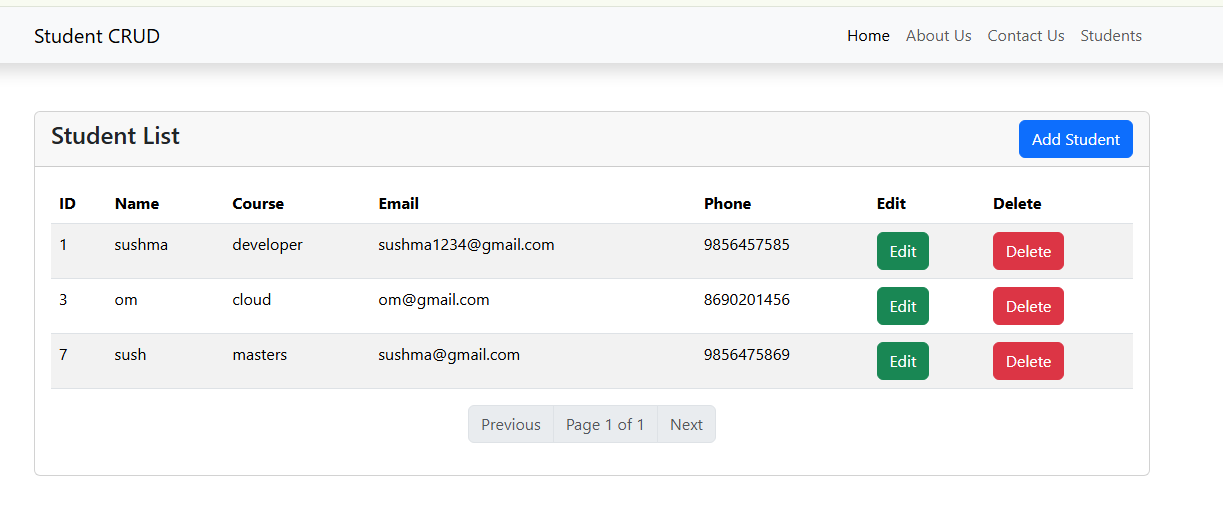 Student CRUD Home About Us Contact Us Students
Student List Add Student
ID Name Course Email Phone Edit Delete
1 sushma developer sushma1234@gmail.com 9856457585 Edit Delete
3 om cloud om@gmail.com 8690201456 Edit Delete
7 sush masters sushma@gmail.com 9856475869 Edit Delete
Previous Page 1 of 1 Next